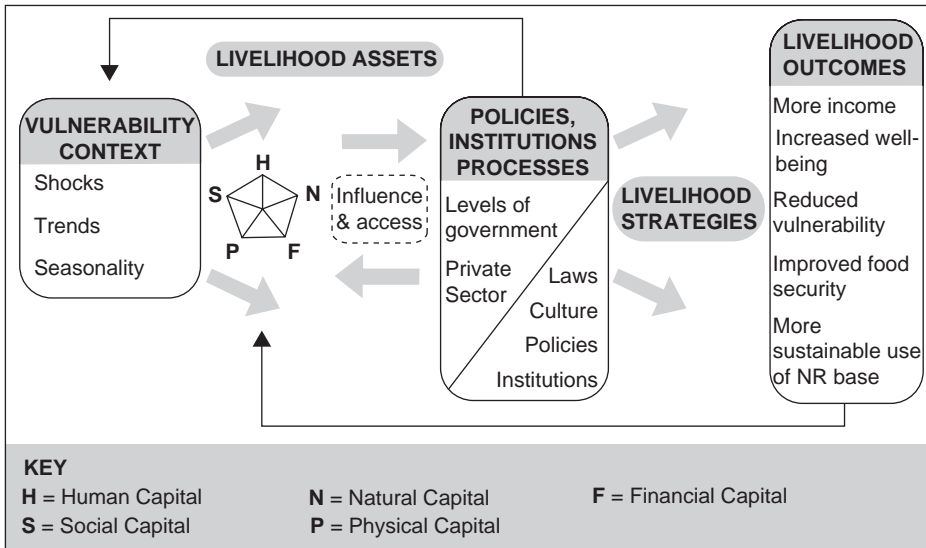 LIVELIHOOD ASSETS
VULNERABILITY
CONTEXT
Shocks
Trends
Seasonality
H
S
N
P
F
Influence
& access
POLICIES,
INSTITUTIONS
PROCESSES
Levels of
government
Private
Sector
Laws
Culture
Policies
Institutions
LIVELIHOOD
STRATEGIES
LIVELIHOOD
OUTCOMES
More income
Increased well-
being
Reduced
vulnerability
Improved food
security
More
sustainable use
of NR base
KEY
H = Human Capital
N = Natural Capital
F = Financial Capital
S = Social Capital
P = Physical Capital